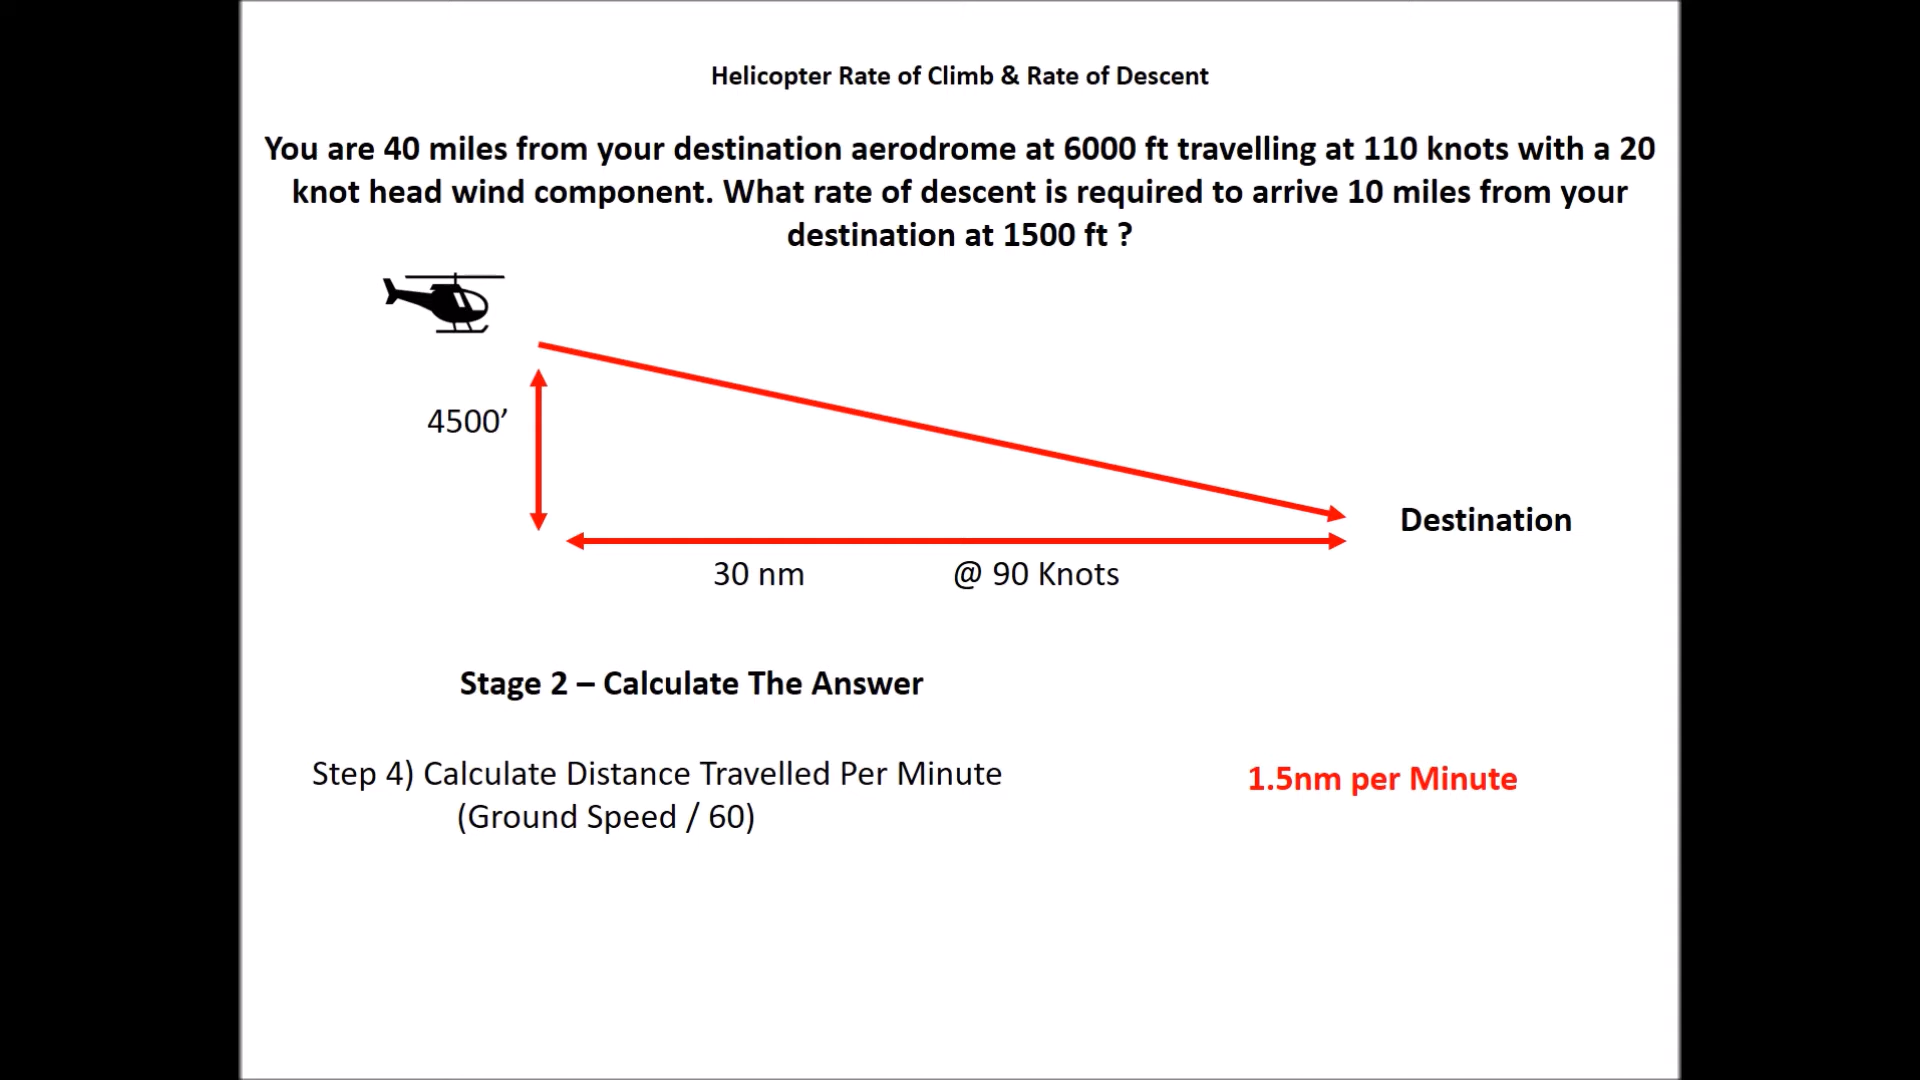 Helicopter Rate of Climb & Rate of Descent
You are 40 miles from your destination aerodrome at 6000 ft travelling at 110 knots with a 20
knot head wind component. What rate of descent is required to arrive 10 miles from your
destination at 1500 ft ?
4500’
Destination
30 nm @ 90 Knots
Stage 2 – Calculate The Answer
Step 4) Calculate Distance Travelled Per Minute 1.5nm per Minute
(Ground Speed / 60)